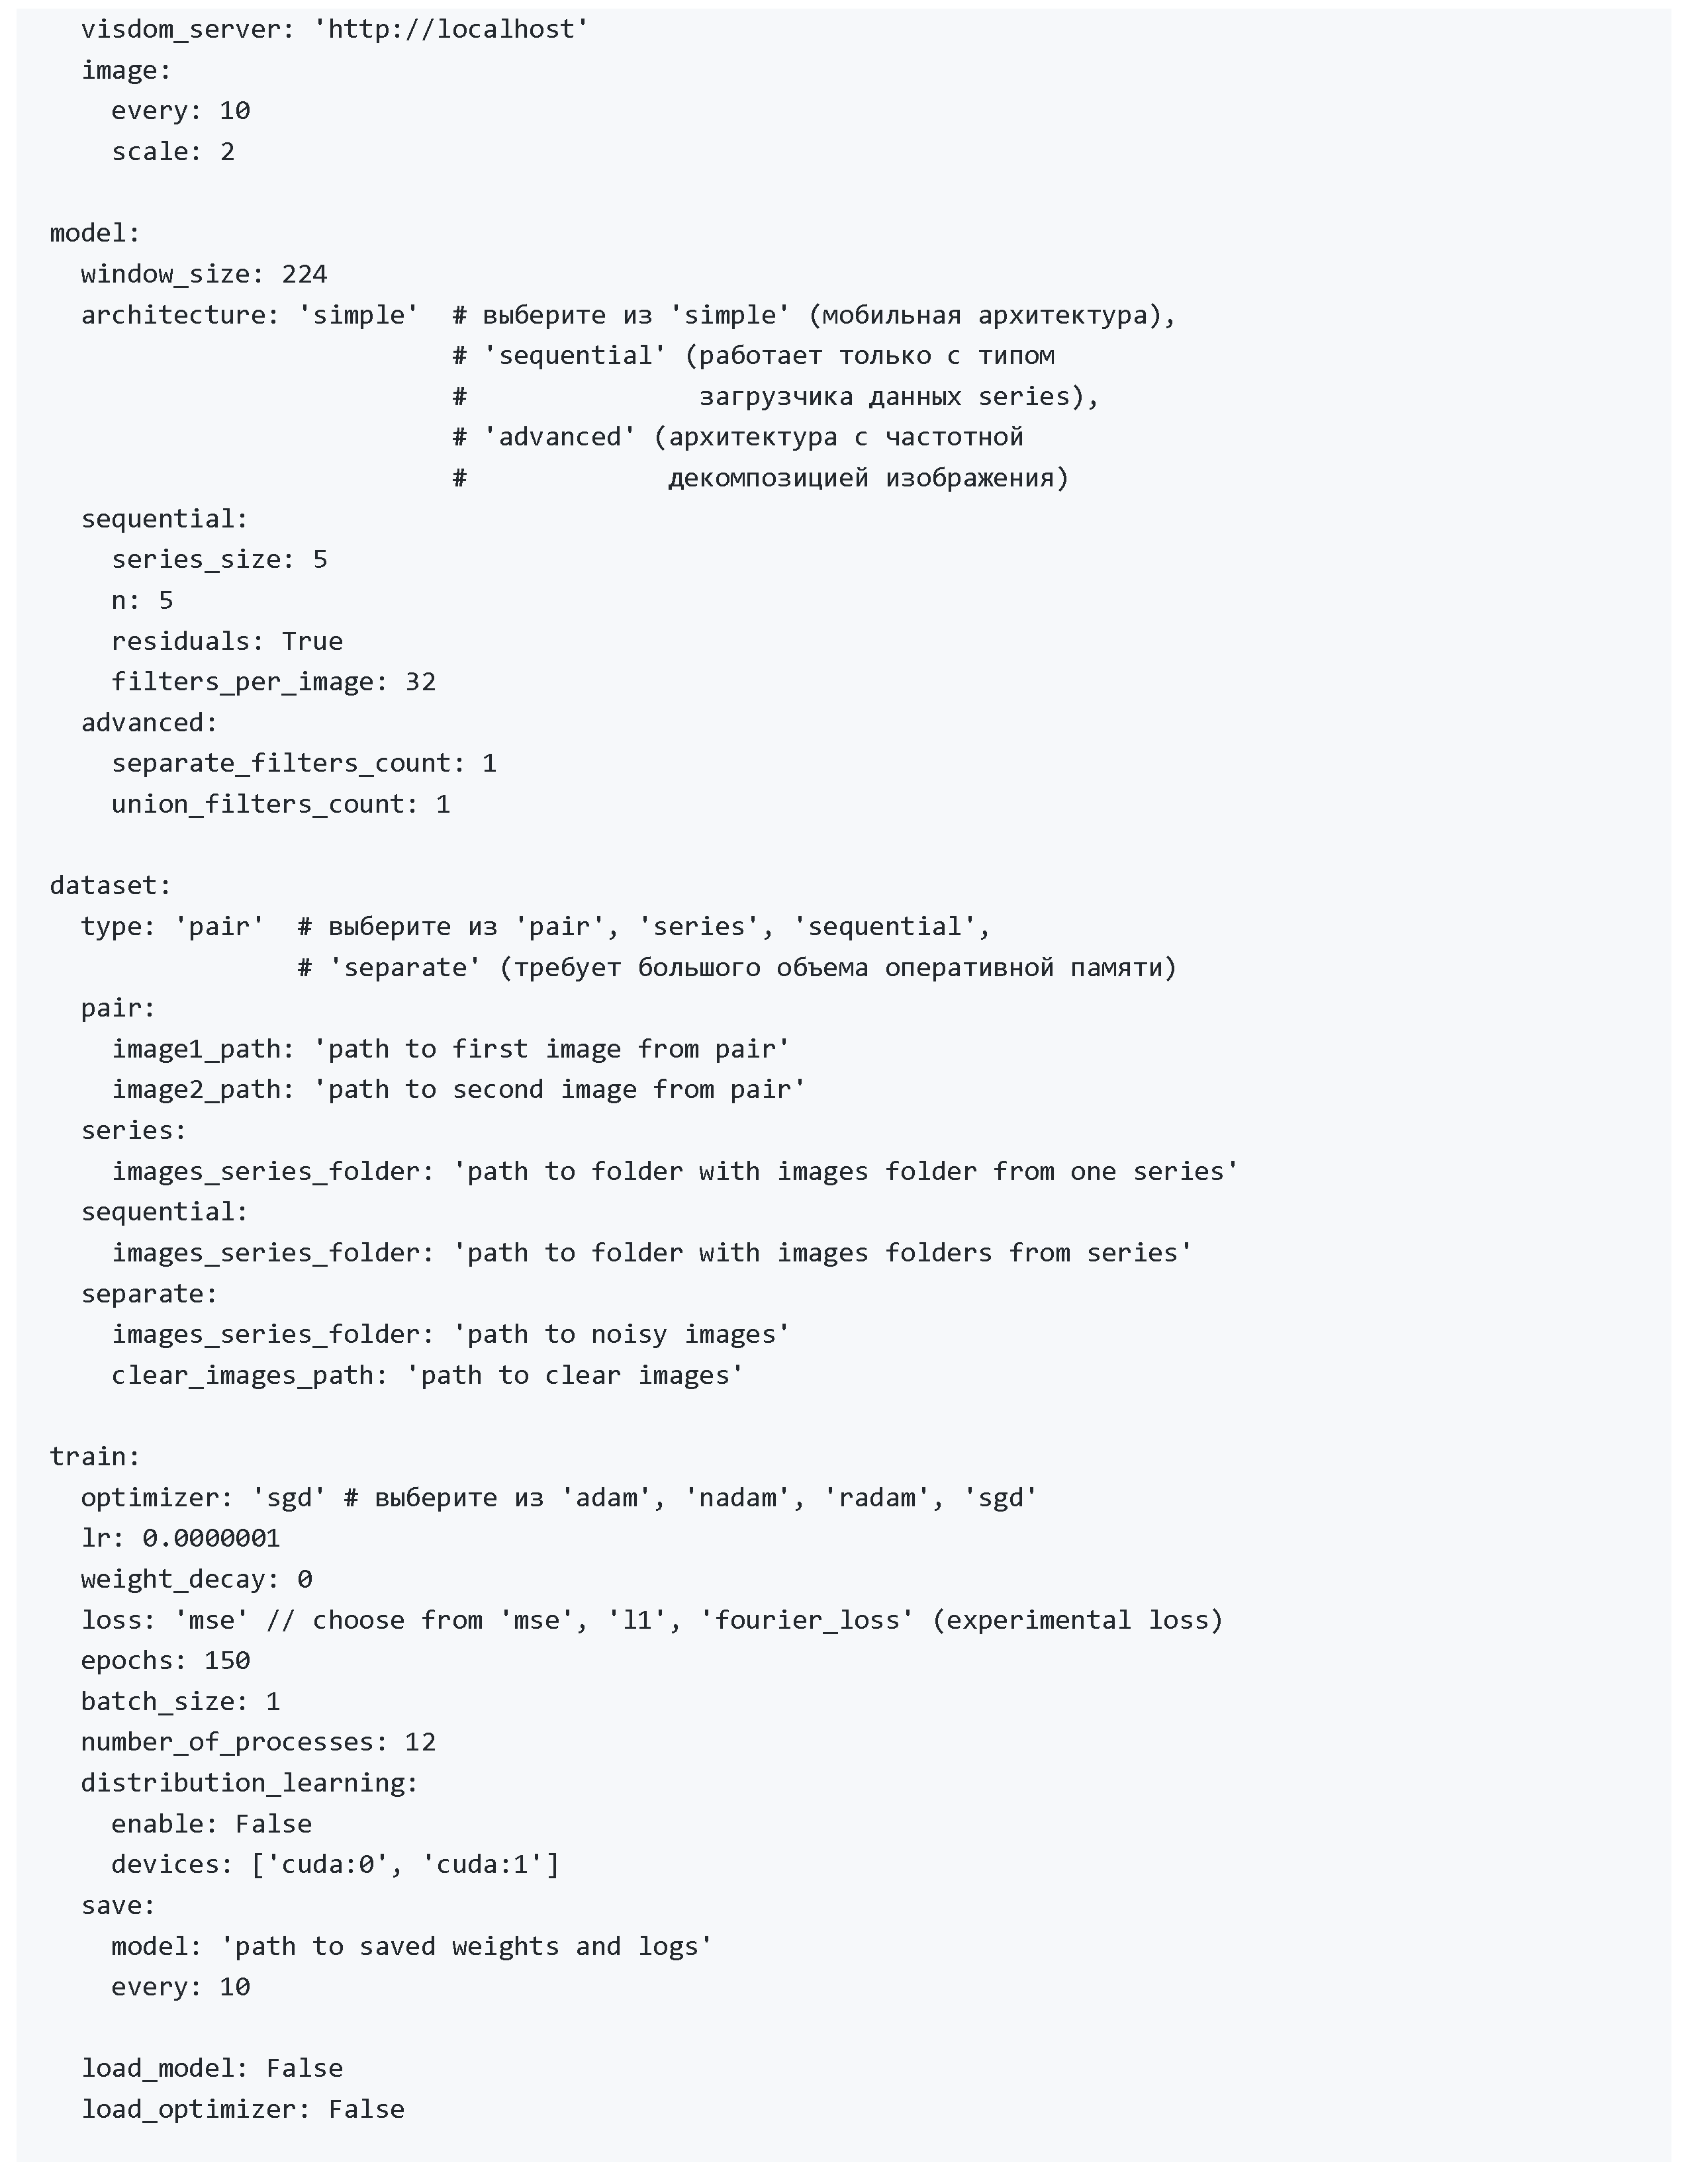 visdom_server: 'http://localhost'
image:
every: 10
scale: 2
model:
window_size: 224
architecture: 'simple'  # выберите из 'simple' (мобильная архитектура),
# 'sequential' (работает только с типом
#               загрузчика данных series),
# 'advanced' (архитектура с частотной
#             декомпозицией изображения)
sequential:
series_size: 5
n: 5
residuals: True
filters_per_image: 32
advanced:
separate_filters_count: 1
union_filters_count: 1
dataset:
type: 'pair'  # выберите из 'pair', 'series', 'sequential',
# 'separate' (требует большого объема оперативной памяти)
pair:
image1_path: 'path to first image from pair'
image2_path: 'path to second image from pair'
series:
images_series_folder: 'path to folder with images folder from one series'
sequential:
images_series_folder: 'path to folder with images folders from series'
separate:
images_series_folder: 'path to noisy images'
clear_images_path: 'path to clear images'
train:
optimizer: 'sgd' # выберите из 'adam', 'nadam', 'radam', 'sgd'
lr: 0.0000001
weight_decay: 0
loss: 'mse' // choose from 'mse', 'l1', 'fourier_loss' (experimental loss)
epochs: 150
batch_size: 1
number_of_processes: 12
distribution_learning:
enable: False
devices: ['cuda:0', 'cuda:1']
save:
model: 'path to saved weights and logs'
every: 10
load_model: False
load_optimizer: False